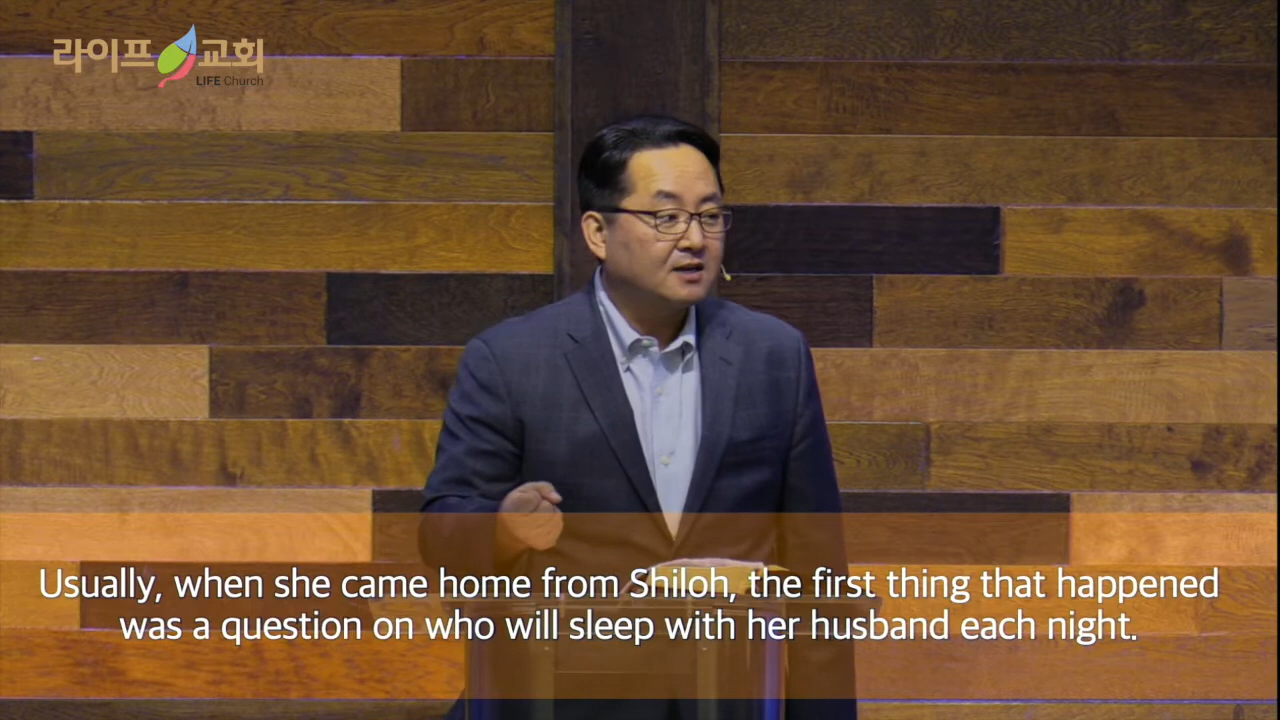 라이프 교회
LIFE Church
Usually, when she came home from Shiloh, the first thing that happened
was a question on who will sleep with her husband each night.